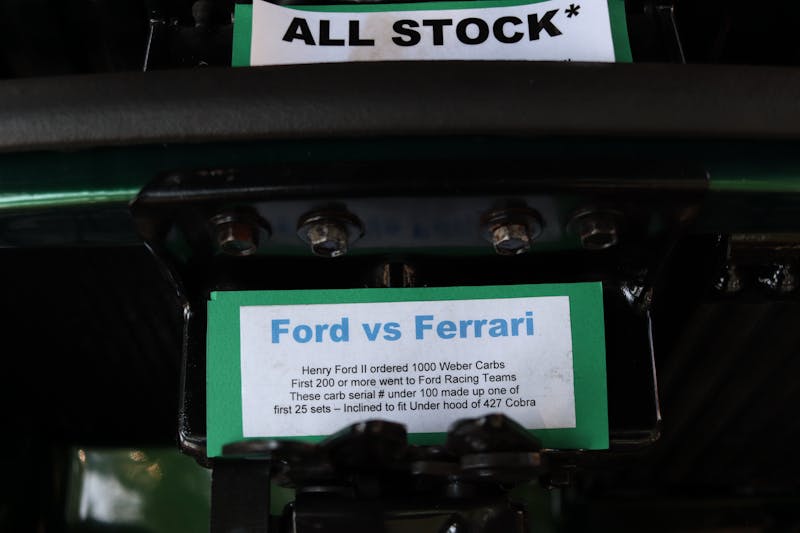 ALL STOCK*
Ford vs Ferrari
Henry Ford II ordered 1000 Weber Carbs
First 200 or more went to Ford Racing Teams
These carb serial # under 100 made up one of
first 25 sets – Inclined to fit Under hood of 427 Cobra